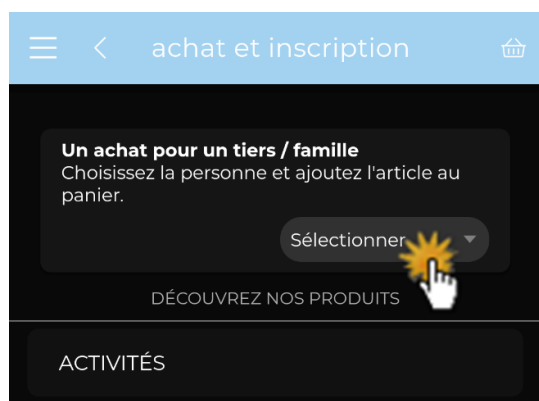 achat et inscription
Un achat pour un tiers / famille
Choisissez la personne et ajoutez l'article au
panier.
Sélectionner
DÉCOUVREZ NOS PRODUITS
ACTIVITÉS